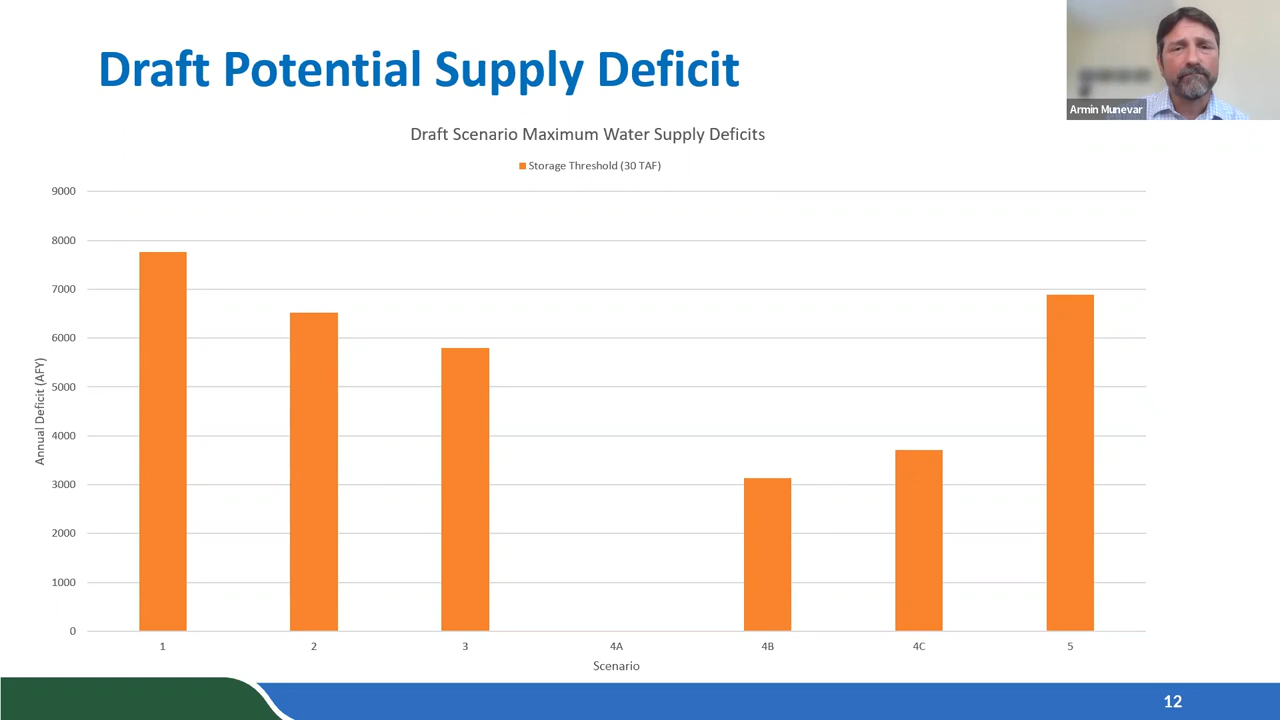 Draft Potential Supply Deficit
Armin Munevar
Draft Scenario Maximum Water Supply Deficits
Storage Threshold (30 TAF)
9000
8000
7000
6000
5000
4000
3000
2000
1000
0
Annual Deficit (AFY)
1 2 3 4A 4B 4C 5
Scenario
12